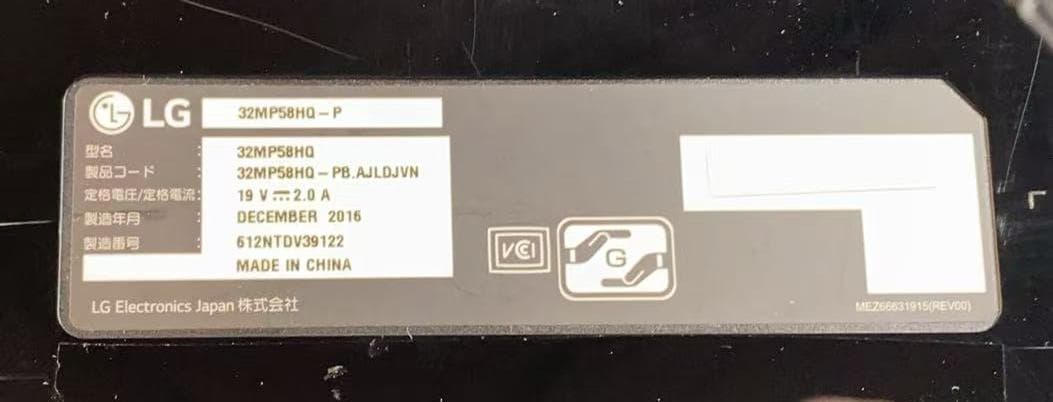 LG 32MP58HQ-P
型名 : 32MP58HQ
製品コード : 32MP58HQ-PB.AJLDJVN
定格電圧/定格電流: 19 V ⎓ 2.0 A
製造年月 : DECEMBER 2016
製造番号 : 612NTDV39122
MADE IN CHINA
VCCI
G
LG Electronics Japan 株式会社
MEZ66631915(REV00)